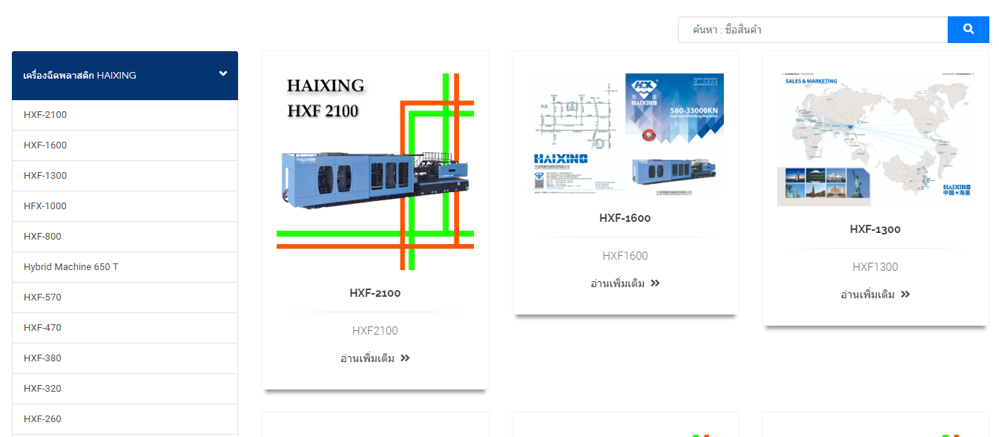 ค้นหา : ชื่อสินค้า
เครื่องฉีดพลาสติก HAIXING
HXF-2100
HXF-1600
HXF-1300
HFX-1000
HXF-800
Hybrid Machine 650 T
HXF-570
HXF-470
HXF-380
HXF-320
HXF-260
HAIXING
HXF 2100
HAIXING
HXF-2100
HXF2100
อ่านเพิ่มเติม
HX
海 星
HAIXING
580-33000KN
Injection Molding Machine
HAIXING
HXF-1600
HXF1600
อ่านเพิ่มเติม
SALES & MARKETING
HAIXING
中国★海星
HXF-1300
HXF1300
อ่านเพิ่มเติม